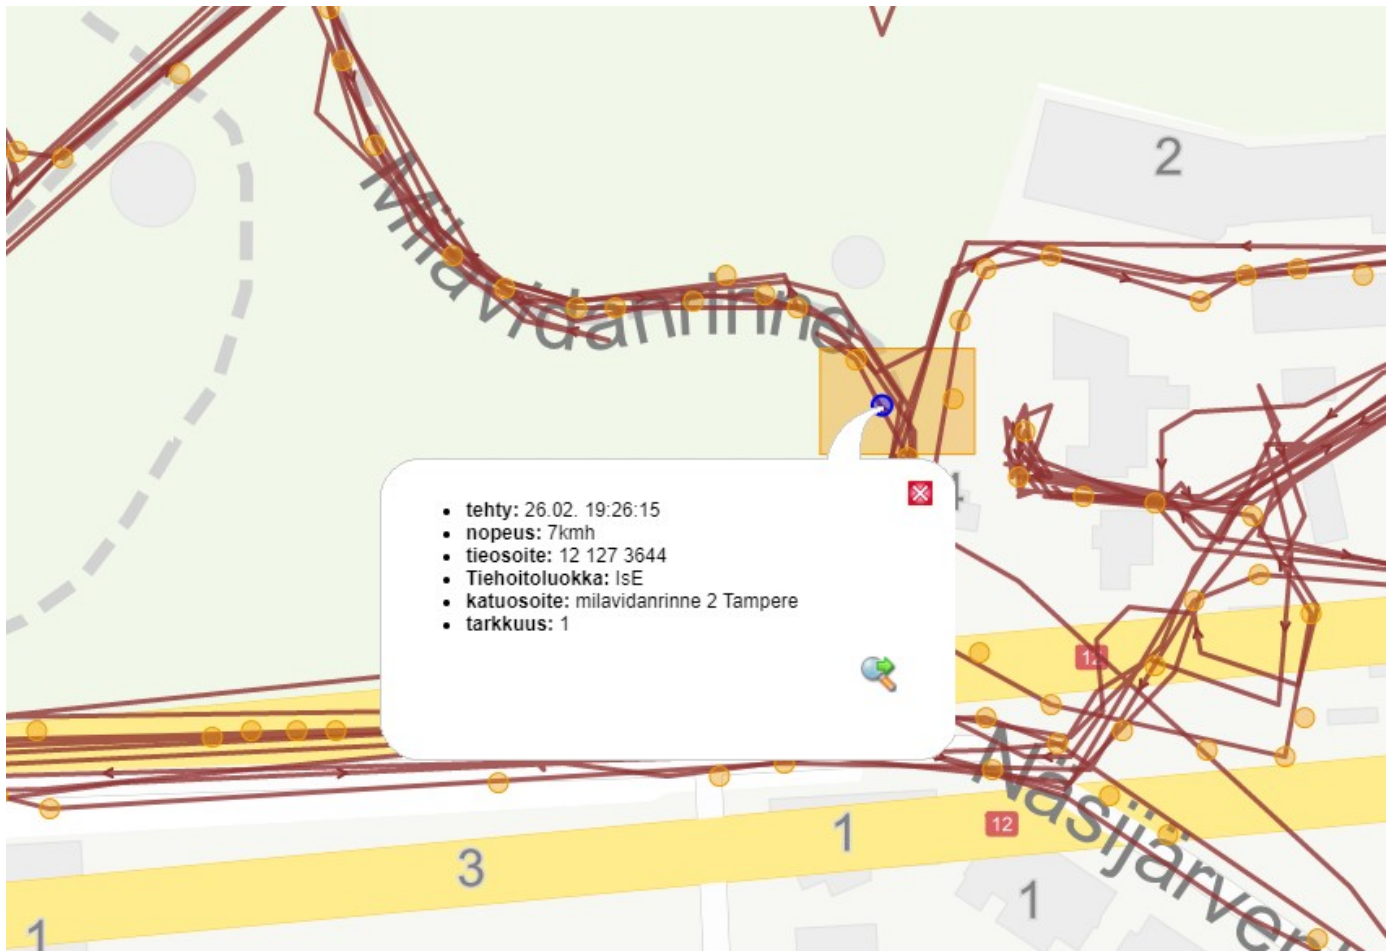 2
Milavidanrinne
4
tehty: 26.02. 19:26:15
nopeus: 7kmh
tieosoite: 12 127 3644
Tiehoitoluokka: IsE
katuosoite: milavidanrinne 2 Tampere
tarkkuus: 1
12
12
Näsijärven
1
3
1
1